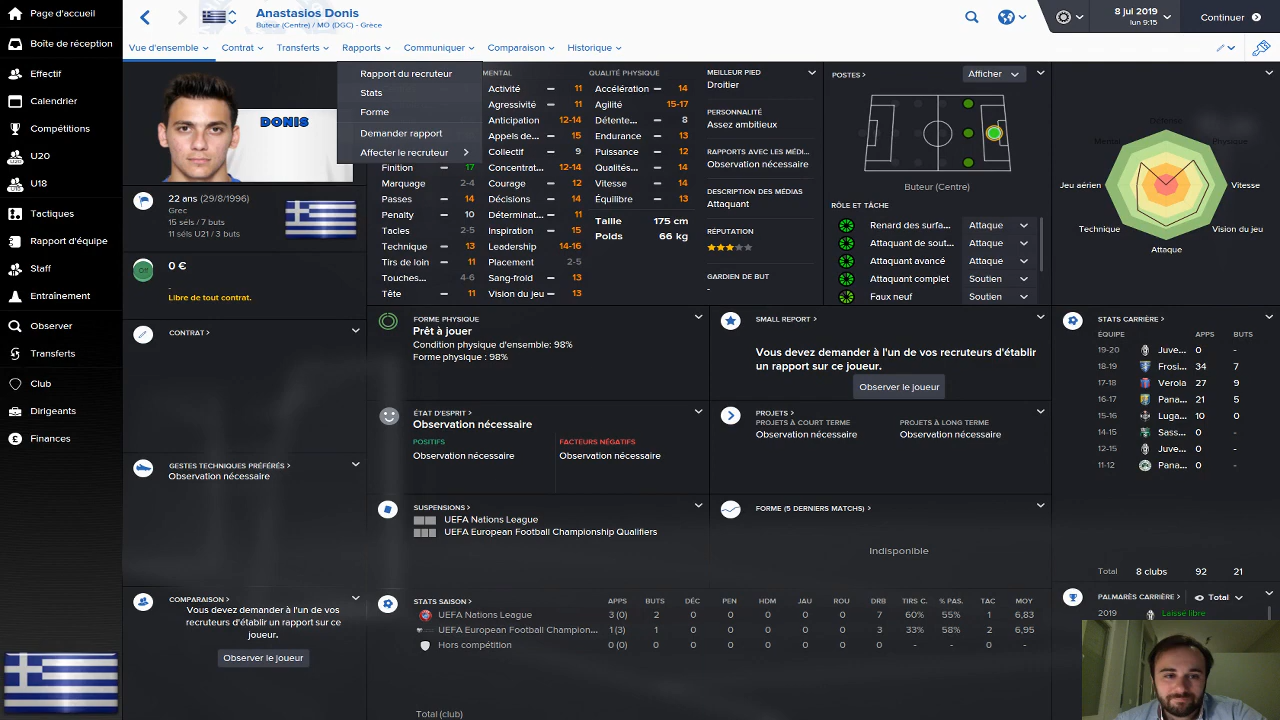 Page d'accueil
Boîte de réception
Effectif
Calendrier
Compétitions
U20
U18
Tactiques
Rapport d'équipe
Staff
Entraînement
Observer
Transferts
Club
Dirigeants
Finances
Anastasios Donis
Buteur (Centre) / MO (DGC) - Grèce
8 jul 2019
lun 9:15
Continuer
Vue d'ensemble
Contrat
Transferts
Rapports
Communiquer
Comparaison
Historique
Rapport du recruteur
Stats
Forme
Demander rapport
Affecter le recruteur
DONIS
22 ans (29/8/1996)
Grec
15 séls / 7 buts
11 séls U21 / 3 buts
0 €
-
Libre de tout contrat.
CONTRAT >
GESTES TECHNIQUES PRÉFÉRÉS >
Observation nécessaire
COMPARAISON >
Vous devez demander à l'un de vos
recruteurs d'établir un rapport sur ce
joueur.
Observer le joueur
Finition 17
Marquage 2-4
Passes 14
Penalty 10
Tacles 2-5
Technique 13
Tirs de loin 11
Touches... 4-6
Tête 11
MENTAL
Activité 11
Agressivité 11
Anticipation 12-14
Appels de... 15
Collectif 9
Concentrat... 12-14
Courage 12
Décisions 14
Déterminat... 11
Inspiration 15
Leadership 14-16
Placement 2-5
Sang-froid 13
Vision du jeu 13
QUALITÉ PHYSIQUE
Accélération 14
Agilité 15-17
Détente... 8
Endurance 13
Puissance 12
Qualités... 14
Vitesse 14
Équilibre 13
Taille 175 cm
Poids 66 kg
MEILLEUR PIED
Droitier
PERSONNALITÉ
Assez ambitieux
RAPPORTS AVEC LES MÉDI...
Observation nécessaire
DESCRIPTION DES MÉDIAS
Attaquant
RÉPUTATION
GARDIEN DE BUT
-
POSTES >
Afficher
Buteur (Centre)
RÔLE ET TÂCHE
Renard des surfa... Attaque
Attaquant de sout... Attaque
Attaquant avancé Attaque
Attaquant complet Soutien
Faux neuf Soutien
Défense
Mental
Physique
Jeu aérien
Vitesse
Technique
Vision du jeu
Attaque
FORME PHYSIQUE
Prêt à jouer
Condition physique d'ensemble: 98%
Forme physique : 98%
SMALL REPORT >
Vous devez demander à l'un de vos recruteurs d'établir
un rapport sur ce joueur.
Observer le joueur
ÉTAT D'ESPRIT >
Observation nécessaire
POSITIFS
Observation nécessaire
FACTEURS NÉGATIFS
Observation nécessaire
PROJETS >
PROJETS À COURT TERME
Observation nécessaire
PROJETS À LONG TERME
Observation nécessaire
SUSPENSIONS >
UEFA Nations League
UEFA European Football Championship Qualifiers
FORME (5 DERNIERS MATCHS) >
Indisponible
STATS SAISON > APPS BUTS DÉC PEN HDM JAU ROU DRB TIRS C. % PAS. TAC MOY
UEFA Nations League 3 (0) 2 0 0 0 0 0 7 60% 55% 1 6,83
UEFA European Football Champion... 1 (3) 1 0 0 0 0 0 3 33% 58% 2 6,95
Hors compétition 0 (0) 0 0 0 0 0 0 0 - - 0 -
Total (club)
STATS CARRIÈRE >
ÉQUIPE APPS BUTS
19-20 Juve... 0 -
18-19 Frosi... 34 7
17-18 Verola 27 9
16-17 Pana... 21 5
15-16 Luga... 10 0
14-15 Sass... 0 -
12-15 Juve... 0 -
11-12 Pana... 0 -
Total 8 clubs 92 21
PALMARÈS CARRIÈRE > Total
2019 Laissé libre